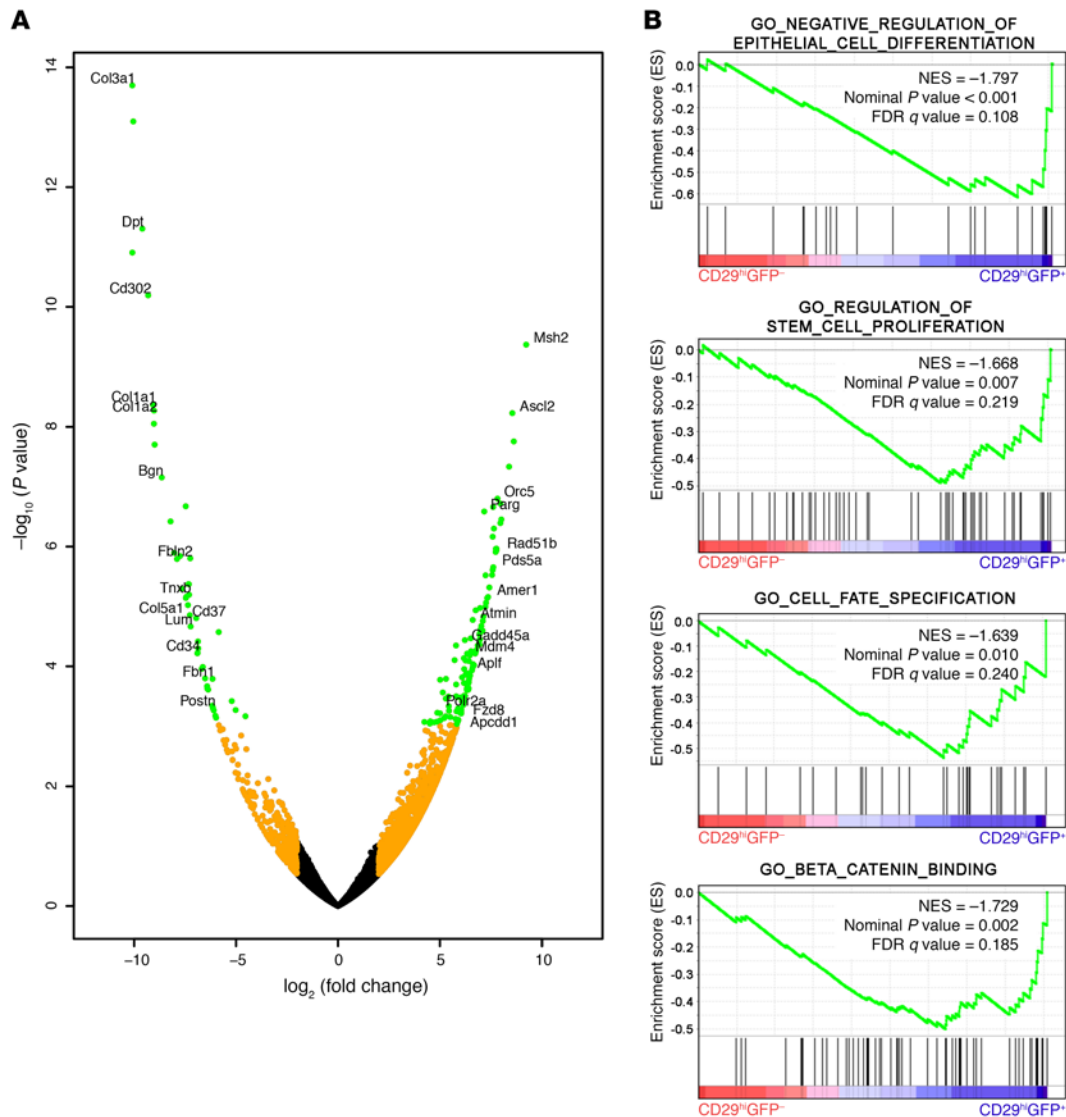 A
14
12
10
8
6
4
2
0
−log10 (P value)
Col3a1
Dpt
Cd302
Col1a1
Col1a2
Bgn
Fbln2
Tnxb
Col5a1
Cd37
Lum
Cd34
Fbn1
Postn
Msh2
Ascl2
Orc5
Parg
Rad51b
Pds5a
Amer1
Atmin
Gadd45a
Mdm4
Aplf
Polr2a
Fzd8
Apcdd1
−10 −5 0 5 10
log2 (fold change)
B
GO_NEGATIVE_REGULATION_OF_
EPITHELIAL_CELL_DIFFERENTIATION
Enrichment score (ES)
0.0
-0.1
-0.2
-0.3
-0.4
-0.5
-0.6
NES = −1.797
Nominal P value < 0.001
FDR q value = 0.108
CD29hiGFP− CD29hiGFP+
GO_REGULATION_OF_
STEM_CELL_PROLIFERATION
Enrichment score (ES)
0.0
-0.1
-0.2
-0.3
-0.4
-0.5
NES = −1.668
Nominal P value = 0.007
FDR q value = 0.219
CD29hiGFP− CD29hiGFP+
GO_CELL_FATE_SPECIFICATION
Enrichment score (ES)
0.0
-0.1
-0.2
-0.3
-0.4
-0.5
NES = −1.639
Nominal P value = 0.010
FDR q value = 0.240
CD29hiGFP− CD29hiGFP+
GO_BETA_CATENIN_BINDING
Enrichment score (ES)
0.0
-0.1
-0.2
-0.3
-0.4
-0.5
NES = −1.729
Nominal P value = 0.002
FDR q value = 0.185
CD29hiGFP− CD29hiGFP+